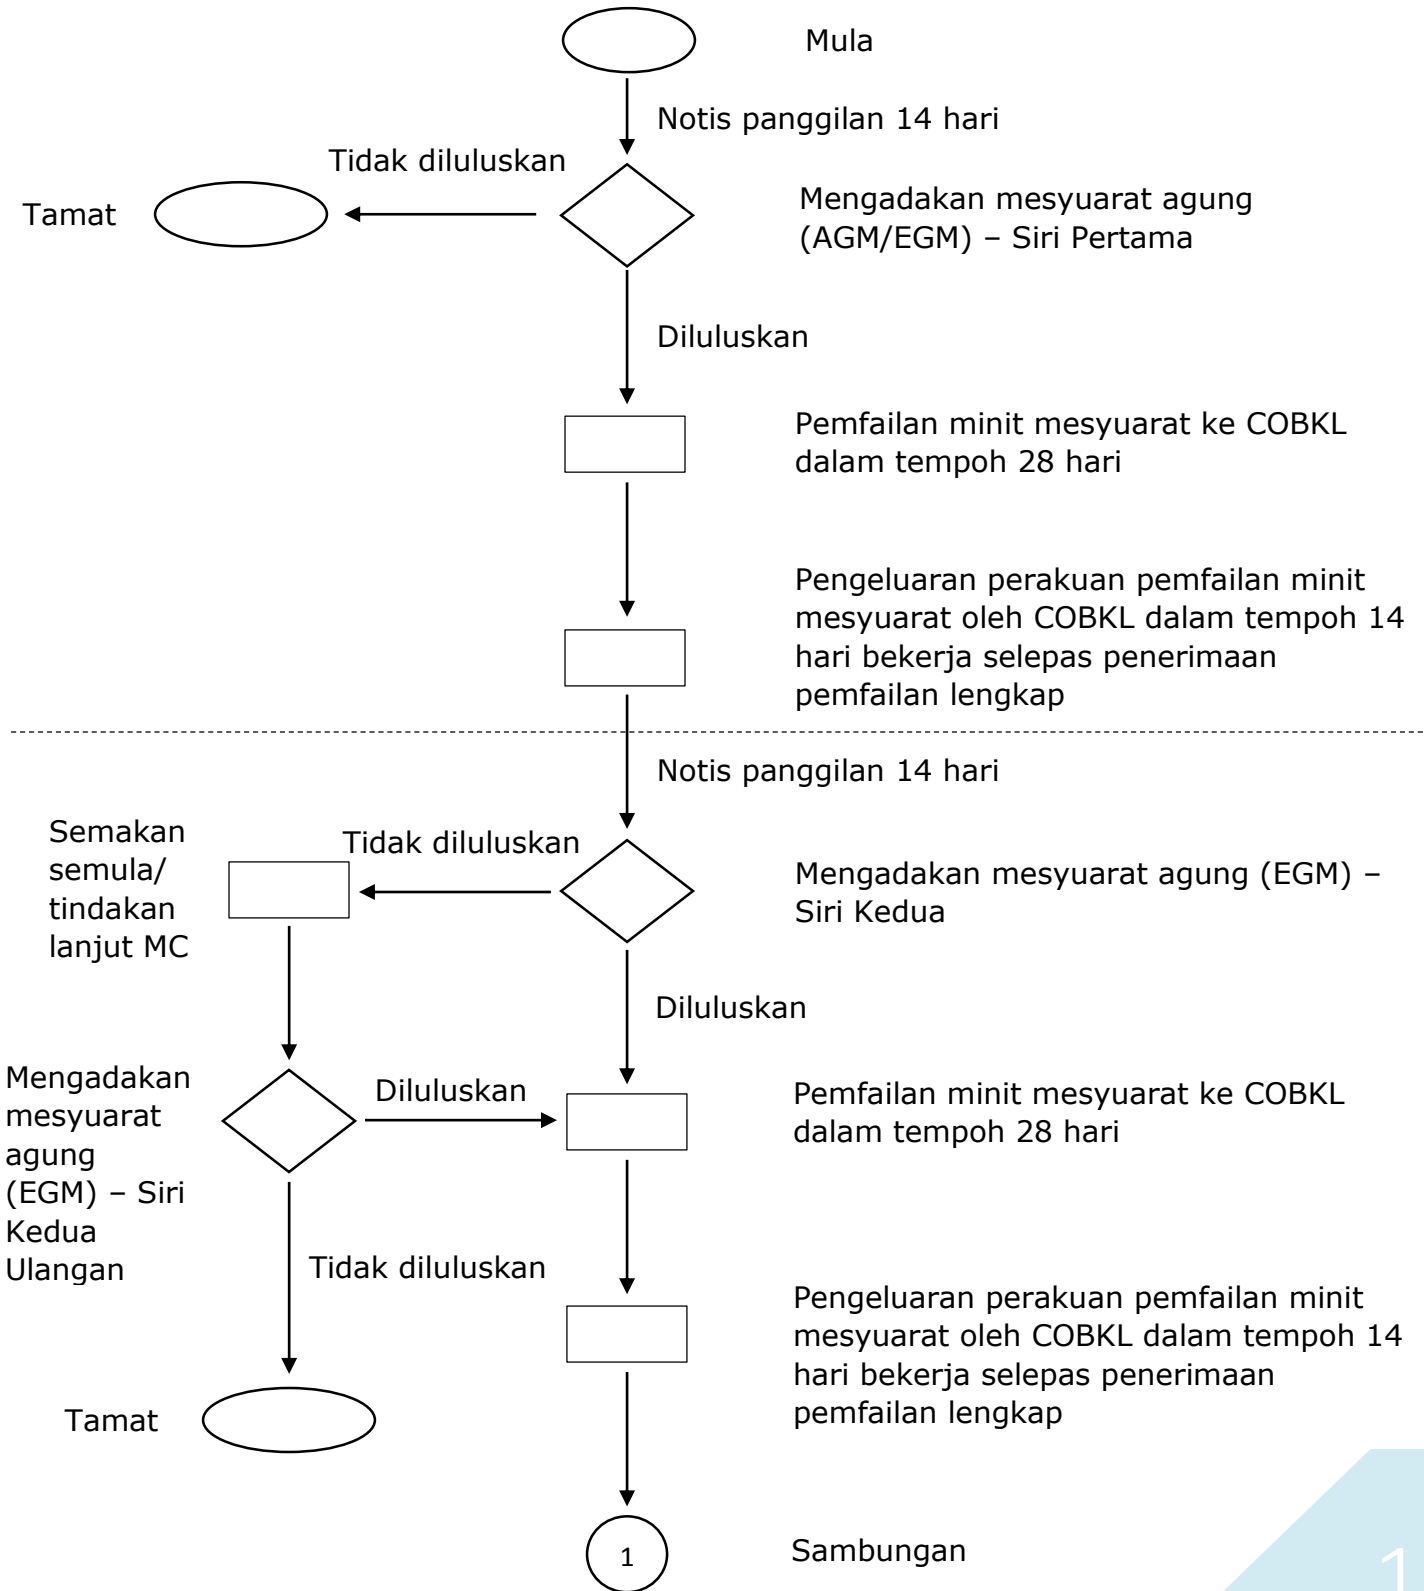 Mula
Notis panggilan 14 hari
Tidak diluluskan
Tamat
Mengadakan mesyuarat agung
(AGM/EGM) – Siri Pertama
Diluluskan
Pemfailan minit mesyuarat ke COBKL
dalam tempoh 28 hari
Pengeluaran perakuan pemfailan minit
mesyuarat oleh COBKL dalam tempoh 14
hari bekerja selepas penerimaan
pemfailan lengkap
Notis panggilan 14 hari
Semakan
semula/
tindakan
lanjut MC
Tidak diluluskan
Mengadakan mesyuarat agung (EGM) –
Siri Kedua
Diluluskan
Mengadakan
mesyuarat
agung
(EGM) – Siri
Kedua
Ulangan
Diluluskan
Pemfailan minit mesyuarat ke COBKL
dalam tempoh 28 hari
Tidak diluluskan
Pengeluaran perakuan pemfailan minit
mesyuarat oleh COBKL dalam tempoh 14
hari bekerja selepas penerimaan
pemfailan lengkap
Tamat
1
Sambungan
1